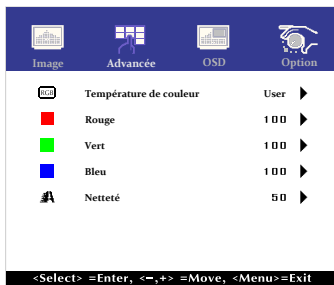 Image Advancée OSD Option
RGB Température de couleur User
Rouge 100
Vert 100
Bleu 100
A Netteté 50
<Select> =Enter, <−,+> =Move, <Menu>=Exit